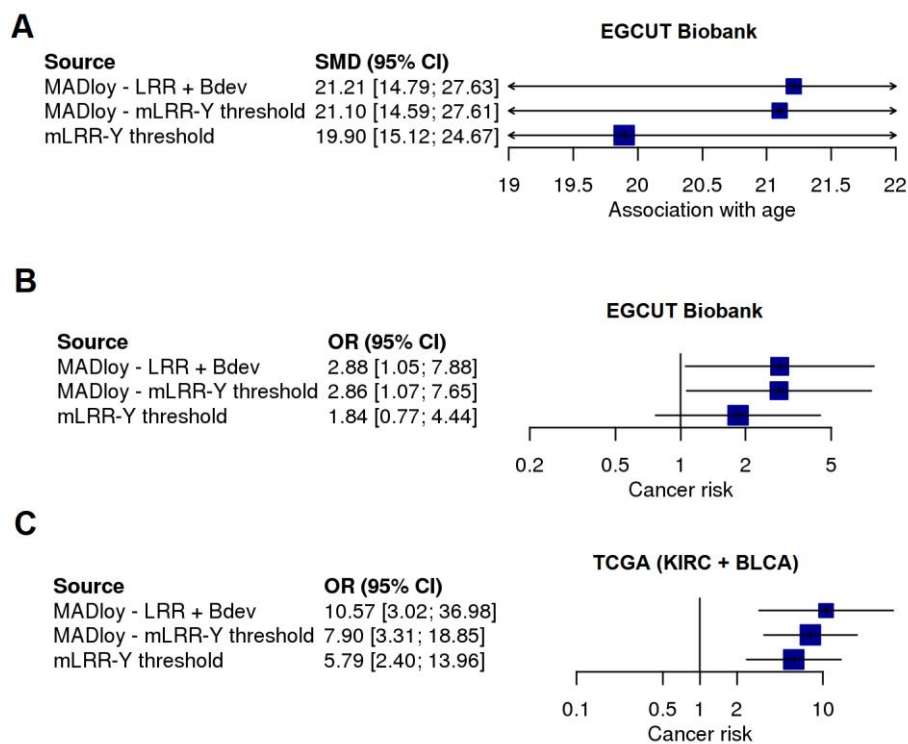 A
EGCUT Biobank
Source SMD (95% CI)
MADloy - LRR + Bdev 21.21 [14.79; 27.63]
MADloy - mLRR-Y threshold 21.10 [14.59; 27.61]
mLRR-Y threshold 19.90 [15.12; 24.67]
19 19.5 20 20.5 21 21.5 22
Association with age
B
EGCUT Biobank
Source OR (95% CI)
MADloy - LRR + Bdev 2.88 [1.05; 7.88]
MADloy - mLRR-Y threshold 2.86 [1.07; 7.65]
mLRR-Y threshold 1.84 [0.77; 4.44]
0.2 0.5 1 2 5
Cancer risk
C
TCGA (KIRC + BLCA)
Source OR (95% CI)
MADloy - LRR + Bdev 10.57 [3.02; 36.98]
MADloy - mLRR-Y threshold 7.90 [3.31; 18.85]
mLRR-Y threshold 5.79 [2.40; 13.96]
0.1 0.5 1 2 10
Cancer risk